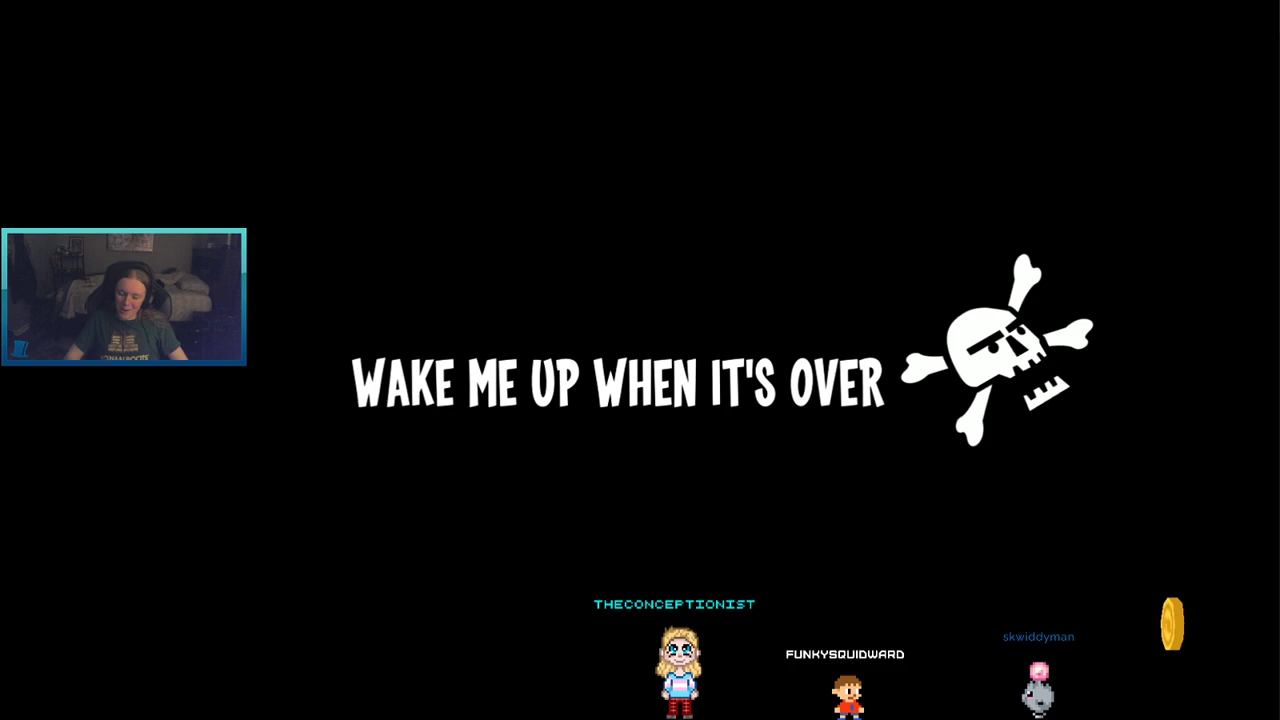 WAKE ME UP WHEN IT'S OVER
THECONCEPTIONIST
FUNKYSQUIDWARD
skwiddyman